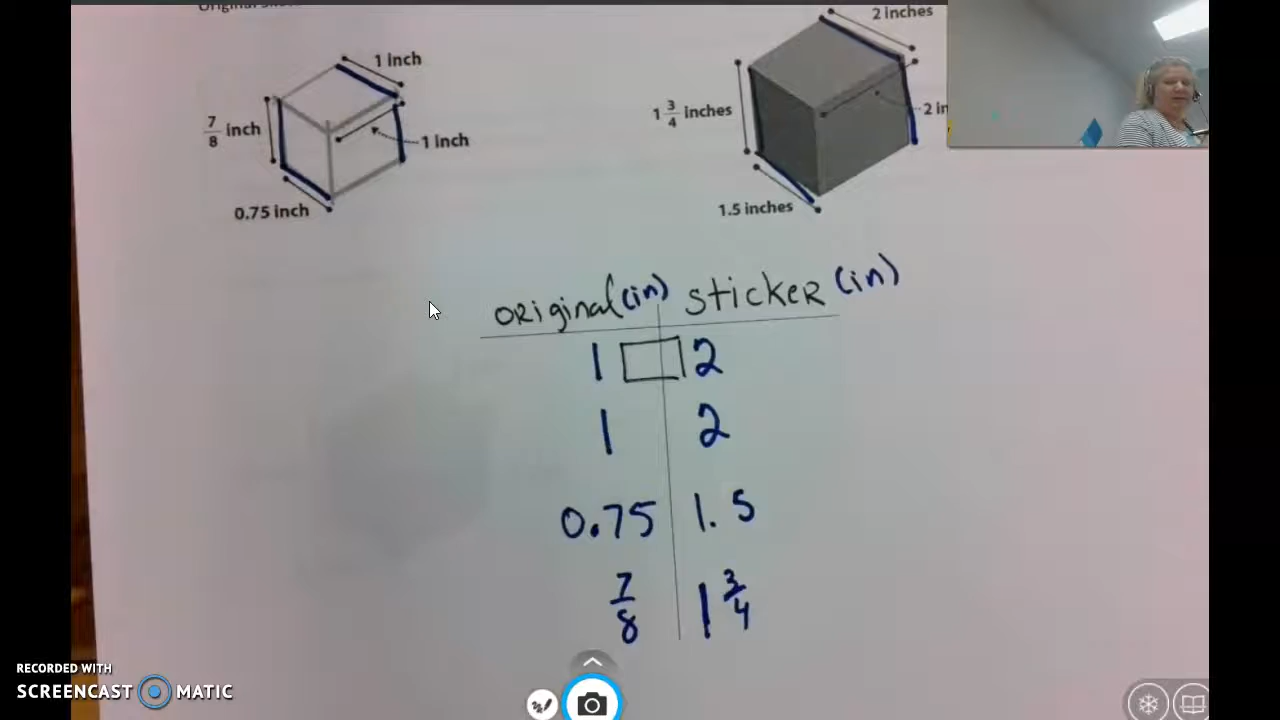 Original Sketch
1 inch
7/8 inch
1 inch
0.75 inch
2 inches
1 3/4 inches
2 in
1.5 inches
original (in) sticker (in)
1 2
1 2
0.75 1.5
7/8 1 3/4
RECORDED WITH
SCREENCAST MATIC